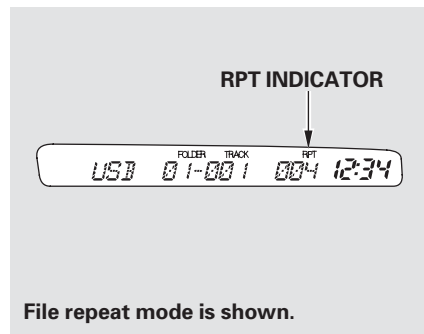 RPT INDICATOR
FOLDER TRACK RPT
USB 01-001 004 12:34
File repeat mode is shown.